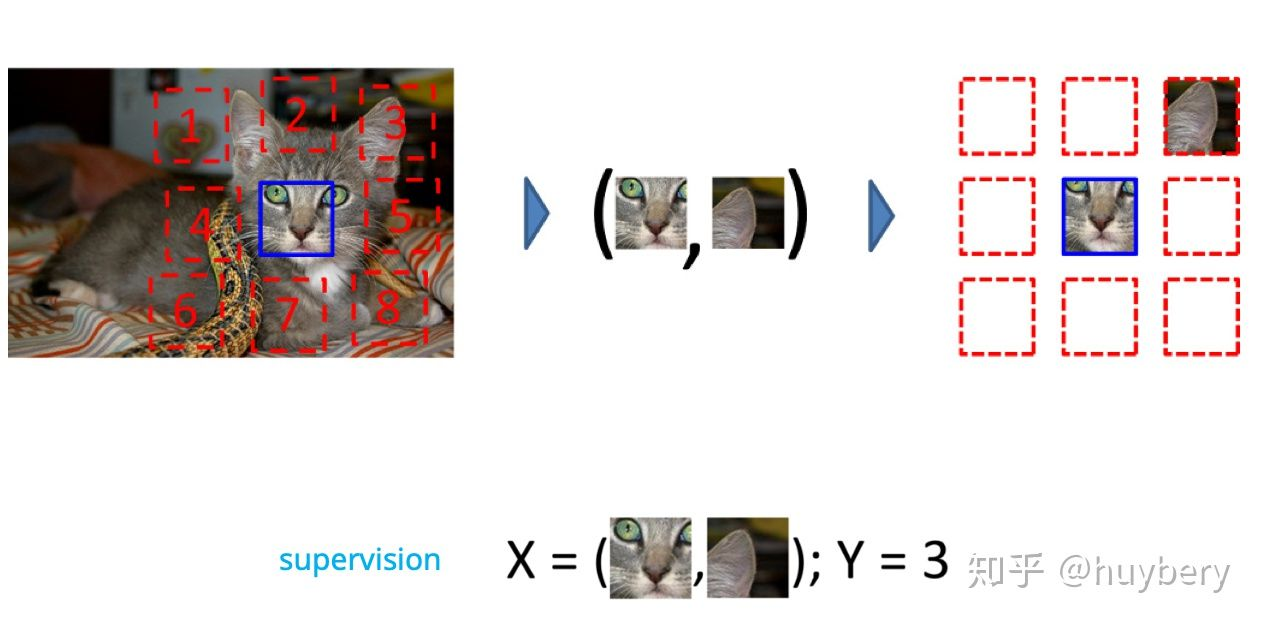 1 2 3
4 5
6 7 8
( , )
supervision
X = ( , ); Y = 3
知乎 @huybery